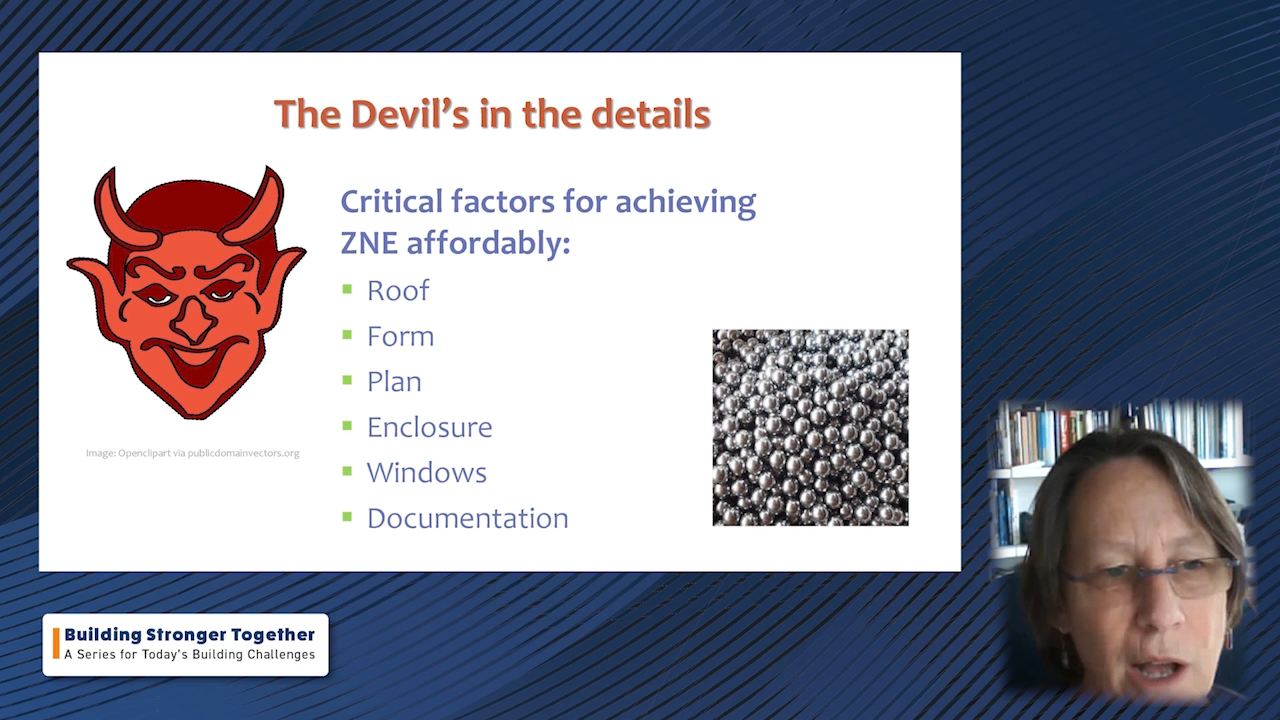 The Devil's in the details
Critical factors for achieving
ZNE affordably:
Roof
Form
Plan
Enclosure
Windows
Documentation
Image: Openclipart via publicdomainvectors.org
Building Stronger Together
A Series for Today's Building Challenges